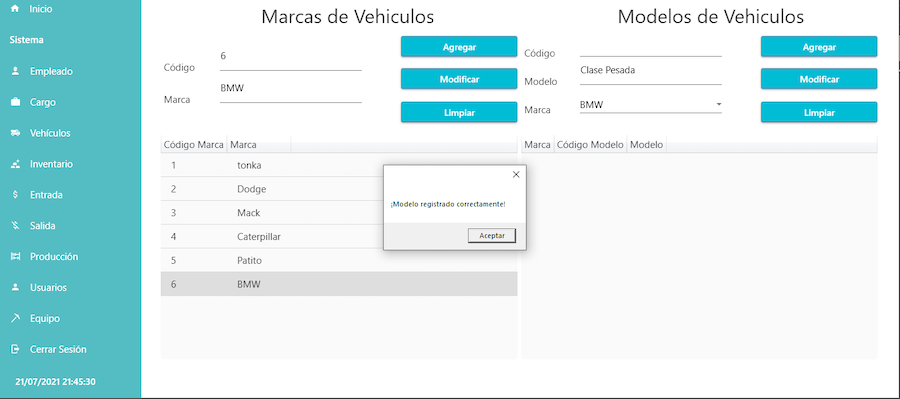 Inicio
Sistema
Empleado
Cargo
Vehículos
Inventario
Entrada
Salida
Producción
Usuarios
Equipo
Cerrar Sesión
21/07/2021 21:45:30
Marcas de Vehiculos
Código 6
Marca BMW
Agregar
Modificar
Limpiar
Código Marca Marca
1 tonka
2 Dodge
3 Mack
4 Caterpillar
5 Patito
6 BMW
Modelos de Vehiculos
Código
Modelo Clase Pesada
Marca BMW
Agregar
Modificar
Limpiar
Marca Código Modelo Modelo
¡Modelo registrado correctamente!
Aceptar